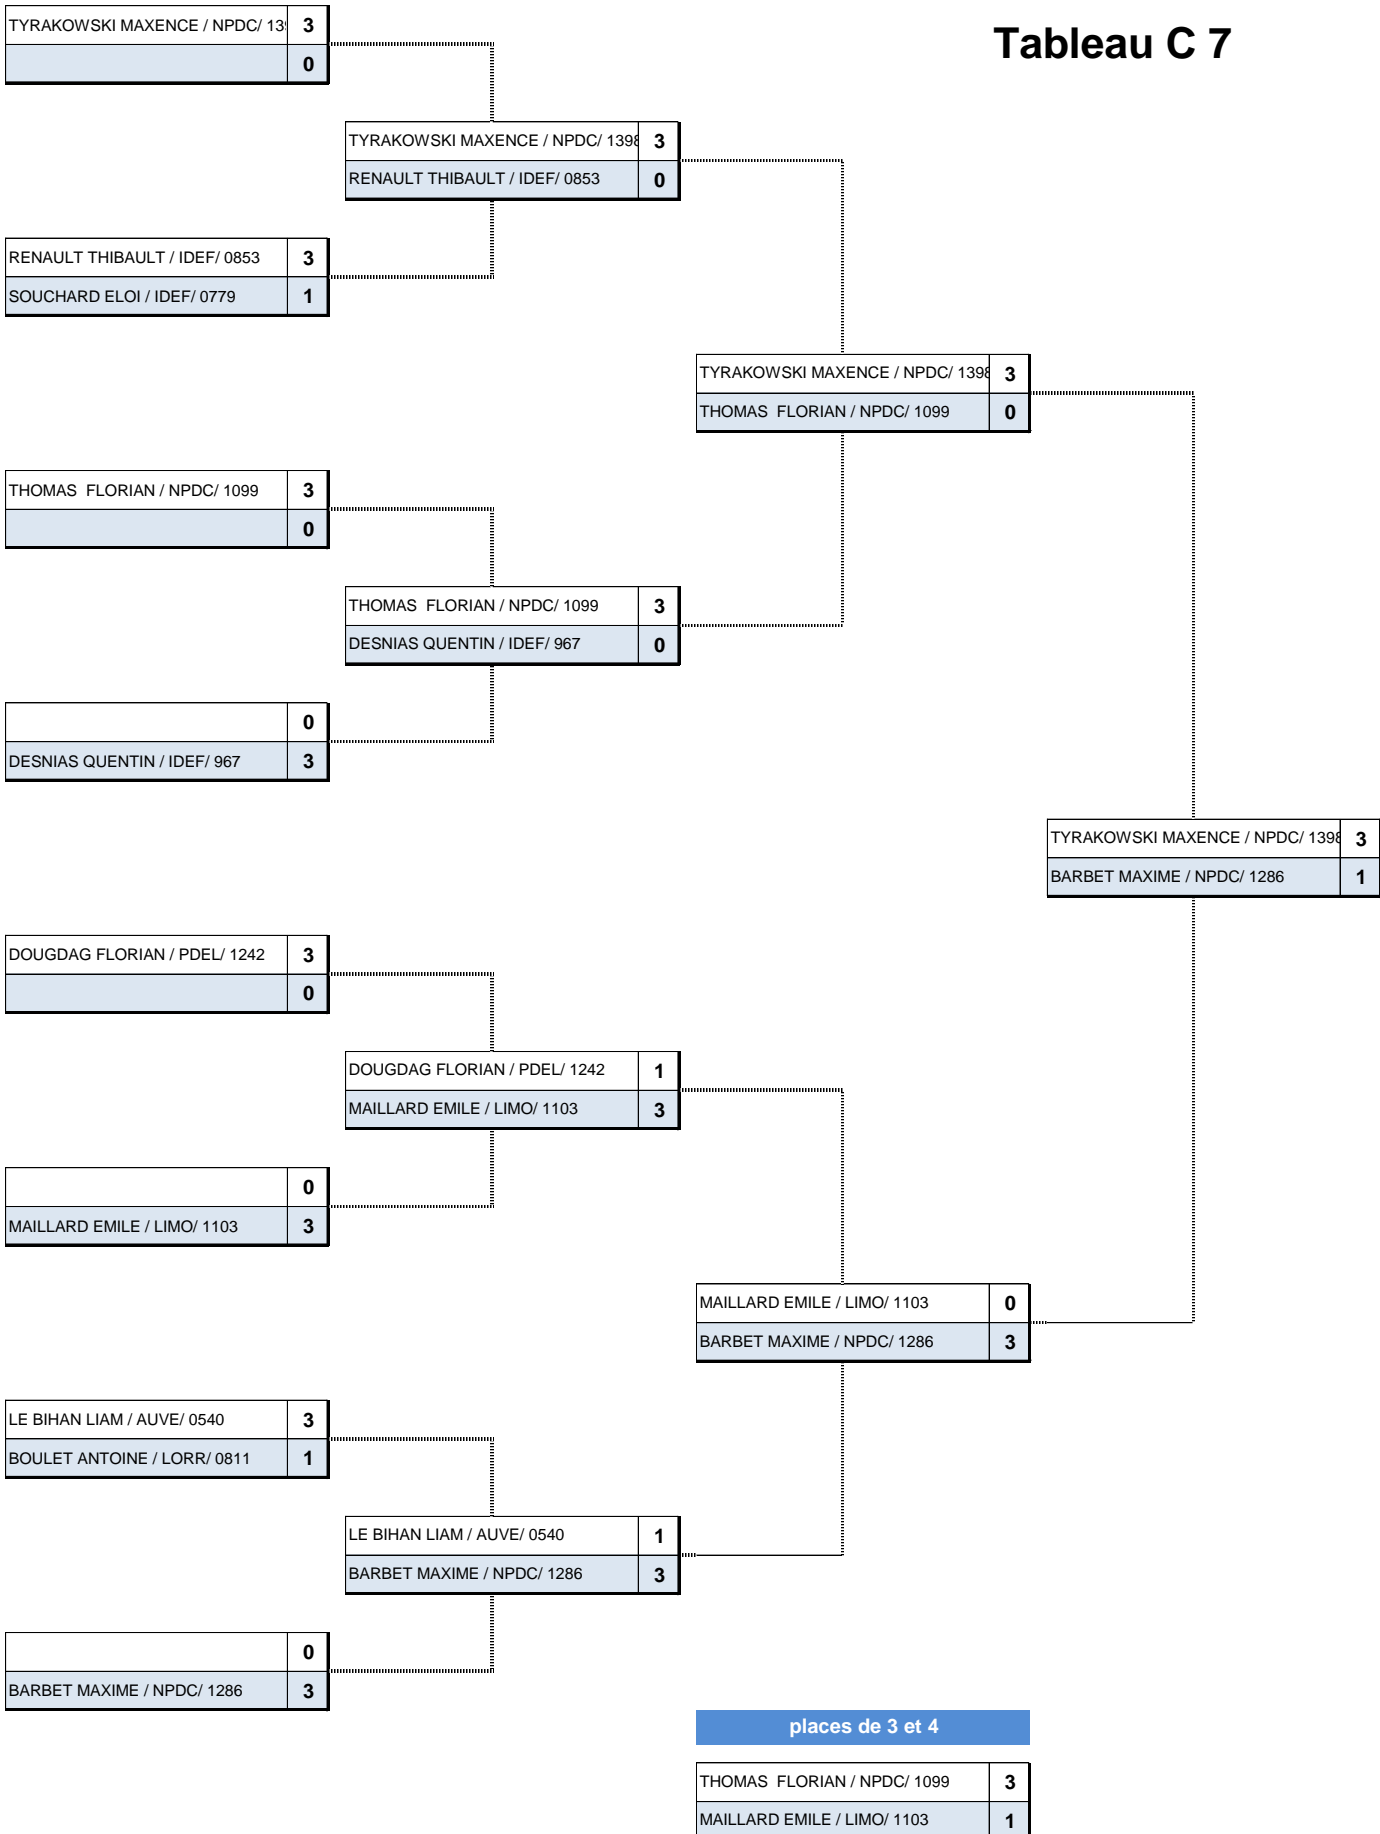 Tableau C 7
TYRAKOWSKI MAXENCE / NPDC/ 139 3
0
TYRAKOWSKI MAXENCE / NPDC/ 1398 3
RENAULT THIBAULT / IDEF/ 0853 0
RENAULT THIBAULT / IDEF/ 0853 3
SOUCHARD ELOI / IDEF/ 0779 1
TYRAKOWSKI MAXENCE / NPDC/ 1398 3
THOMAS  FLORIAN / NPDC/ 1099 0
THOMAS  FLORIAN / NPDC/ 1099 3
0
THOMAS  FLORIAN / NPDC/ 1099 3
DESNIAS QUENTIN / IDEF/ 967 0
0
DESNIAS QUENTIN / IDEF/ 967 3
TYRAKOWSKI MAXENCE / NPDC/ 1398 3
BARBET MAXIME / NPDC/ 1286 1
DOUGDAG FLORIAN / PDEL/ 1242 3
0
DOUGDAG FLORIAN / PDEL/ 1242 1
MAILLARD EMILE / LIMO/ 1103 3
0
MAILLARD EMILE / LIMO/ 1103 3
MAILLARD EMILE / LIMO/ 1103 0
BARBET MAXIME / NPDC/ 1286 3
LE BIHAN LIAM / AUVE/ 0540 3
BOULET ANTOINE / LORR/ 0811 1
LE BIHAN LIAM / AUVE/ 0540 1
BARBET MAXIME / NPDC/ 1286 3
0
BARBET MAXIME / NPDC/ 1286 3
places de 3 et 4
THOMAS  FLORIAN / NPDC/ 1099 3
MAILLARD EMILE / LIMO/ 1103 1